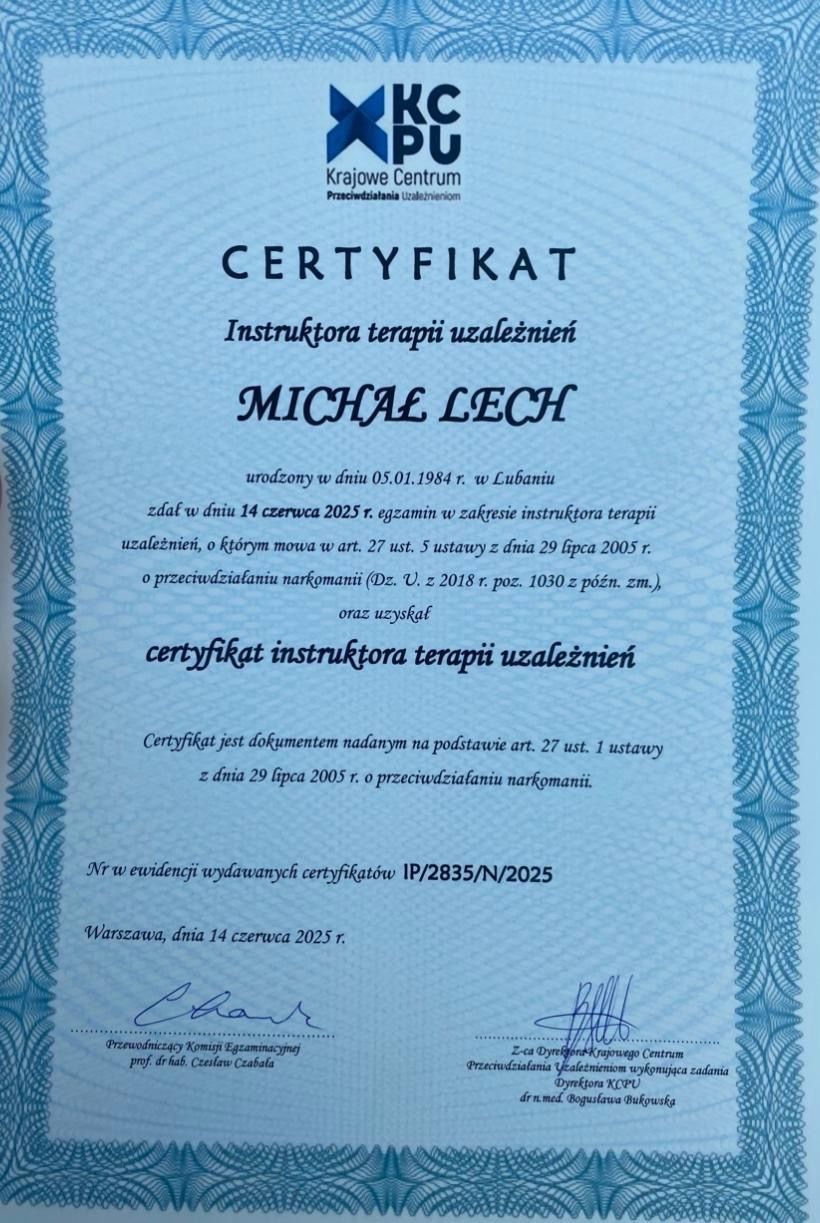 KC
PU
Krajowe Centrum
Przeciwdziałania Uzależnieniom
CERTYFIKAT
Instruktora terapii uzależnień
MICHAŁ LECH
urodzony w dniu 05.01.1984 r. w Lubaniu
zdał w dniu 14 czerwca 2025 r. egzamin w zakresie instruktora terapii
uzależnień, o którym mowa w art. 27 ust. 5 ustawy z dnia 29 lipca 2005 r.
o przeciwdziałaniu narkomanii (Dz. U. z 2018 r. poz. 1030 z późn. zm.),
oraz uzyskał
certyfikat instruktora terapii uzależnień
Certyfikat jest dokumentem nadanym na podstawie art. 27 ust. 1 ustawy
z dnia 29 lipca 2005 r. o przeciwdziałaniu narkomanii.
Nr w ewidencji wydawanych certyfikatów IP/2835/N/2025
Warszawa, dnia 14 czerwca 2025 r.
Przewodniczący Komisji Egzaminacyjnej
prof. dr hab. Czesław Czabała
Z-ca Dyrektora Krajowego Centrum
Przeciwdziałania Uzależnieniom wykonująca zadania
Dyrektora KCPU
dr n.med. Bogusława Bukowska